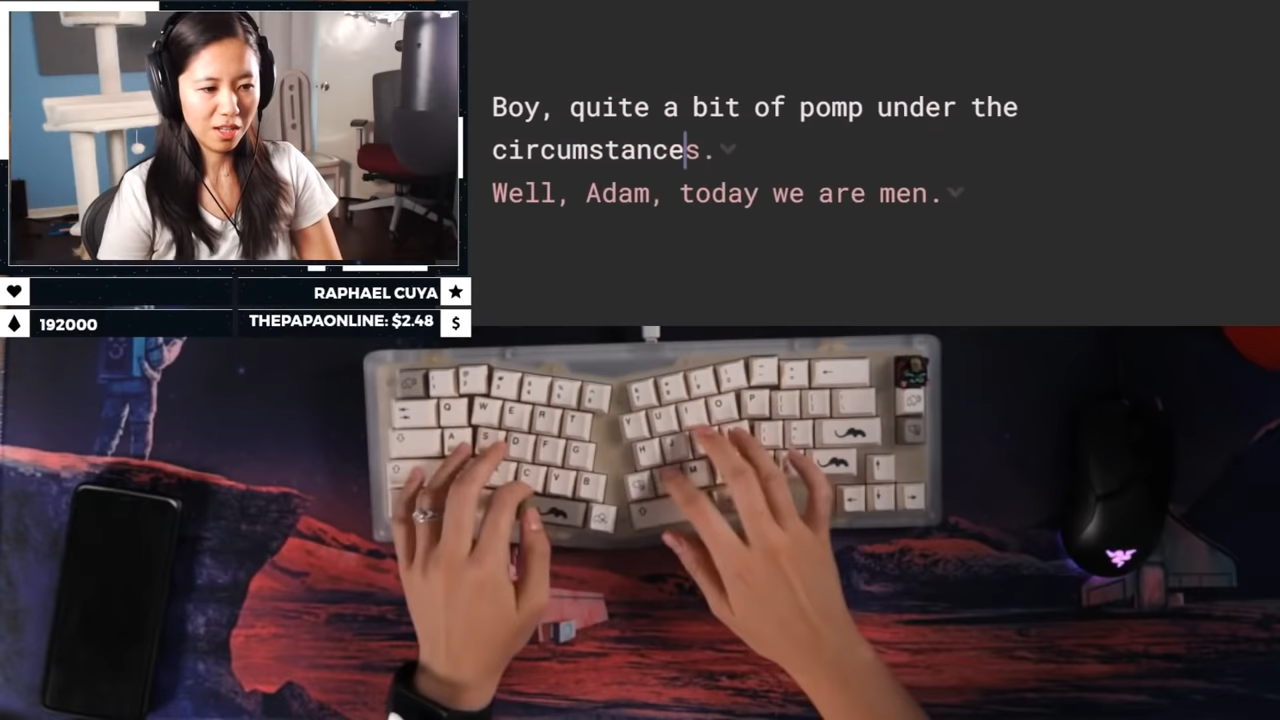 Boy, quite a bit of pomp under the
circumstances.
Well, Adam, today we are men.
RAPHAEL CUYA
192000
THEPAPAONLINE: $2.48
$
Q W E R T
Y U I O P
A S D F G
H J
C V B
M